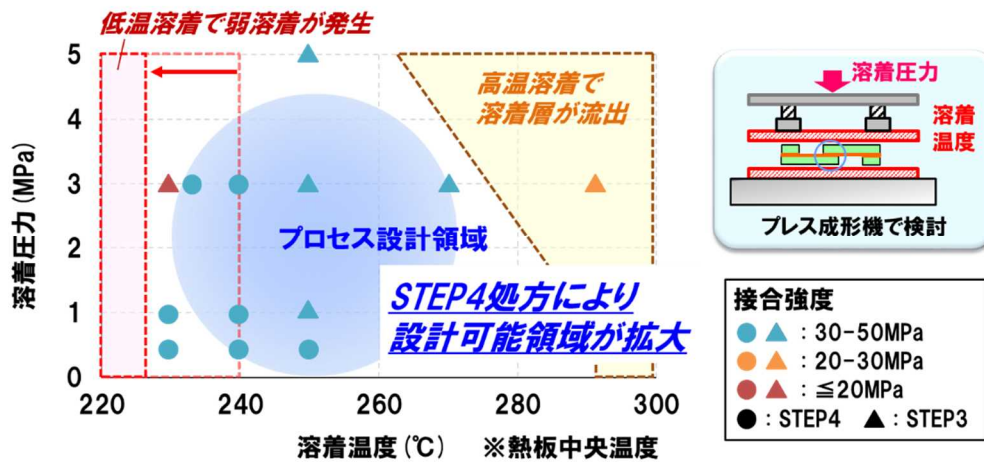 低温溶着で弱溶着が発生
溶着圧力 (MPa)
5
4
3
2
1
0
高温溶着で
溶着層が流出
プロセス設計領域
STEP4処方により
設計可能領域が拡大
220
240
260
280
300
溶着温度 (℃) ※熱板中央温度
溶着圧力
溶着
温度
プレス成形機で検討
接合強度
●▲:30-50MPa
●▲:20-30MPa
●▲:≦20MPa
●:STEP4 ▲:STEP3